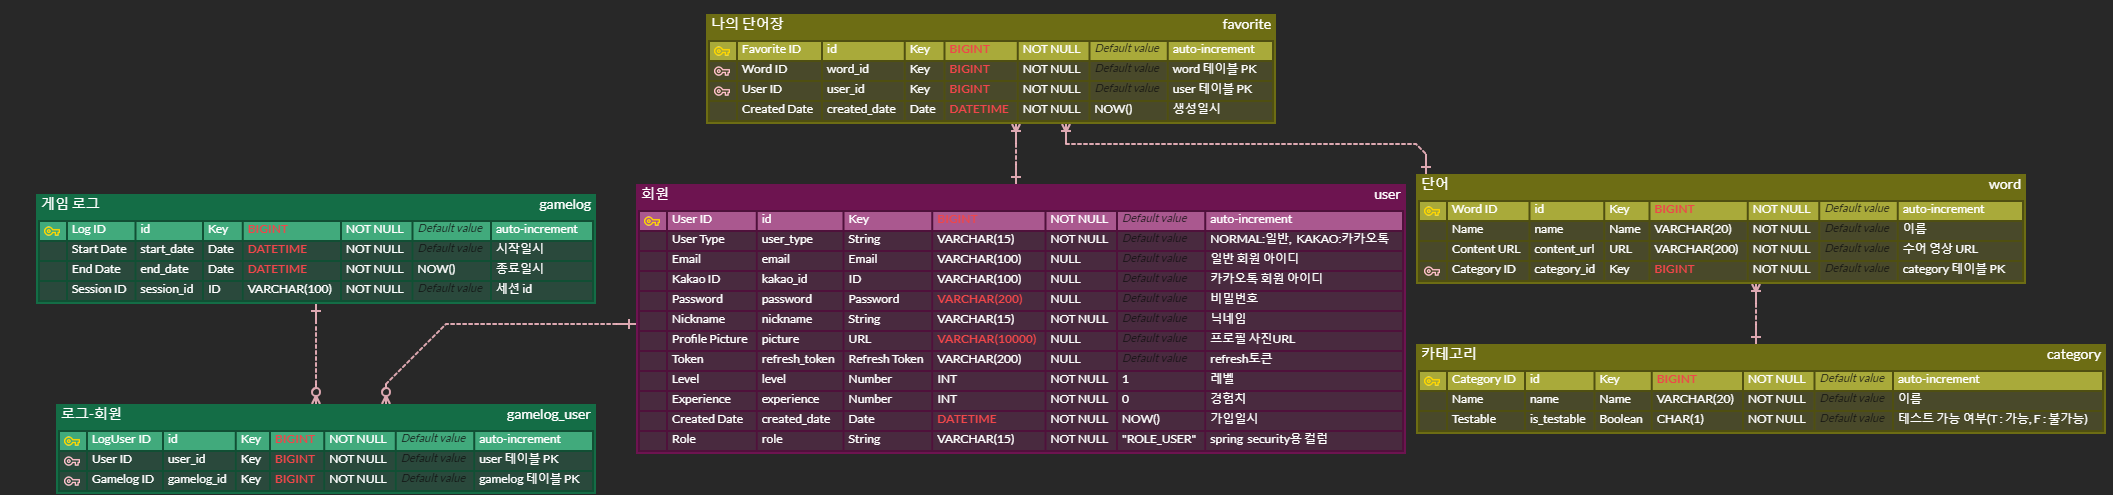 나의 단어장 favorite
Favorite ID id Key BIGINT NOT NULL Default value auto-increment
Word ID word_id Key BIGINT NOT NULL Default value word 테이블 PK
User ID user_id Key BIGINT NOT NULL Default value user 테이블 PK
Created Date created_date Date DATETIME NOT NULL NOW() 생성일시
게임 로그 gamelog
Log ID id Key BIGINT NOT NULL Default value auto-increment
Start Date start_date Date DATETIME NOT NULL Default value 시작일시
End Date end_date Date DATETIME NOT NULL NOW() 종료일시
Session ID session_id ID VARCHAR(100) NOT NULL Default value 세션 id
회원 user
User ID id Key BIGINT NOT NULL Default value auto-increment
User Type user_type String VARCHAR(15) NOT NULL Default value NORMAL:일반, KAKAO:카카오톡
Email email Email VARCHAR(100) NULL Default value 일반 회원 아이디
Kakao ID kakao_id ID VARCHAR(100) NULL Default value 카카오톡 회원 아이디
Password password Password VARCHAR(200) NULL Default value 비밀번호
Nickname nickname String VARCHAR(15) NOT NULL Default value 닉네임
Profile Picture picture URL VARCHAR(10000) NULL Default value 프로필 사진URL
Token refresh_token Refresh Token VARCHAR(200) NULL Default value refresh토큰
Level level Number INT NOT NULL 1 레벨
Experience experience Number INT NOT NULL 0 경험치
Created Date created_date Date DATETIME NOT NULL NOW() 가입일시
Role role String VARCHAR(15) NOT NULL "ROLE_USER" spring security용 컬럼
단어 word
Word ID id Key BIGINT NOT NULL Default value auto-increment
Name name Name VARCHAR(20) NOT NULL Default value 이름
Content URL content_url URL VARCHAR(200) NOT NULL Default value 수어 영상 URL
Category ID category_id Key BIGINT NOT NULL Default value category 테이블 PK
카테고리 category
Category ID id Key BIGINT NOT NULL Default value auto-increment
Name name Name VARCHAR(20) NOT NULL Default value 이름
Testable is_testable Boolean CHAR(1) NOT NULL Default value 테스트 가능 여부(T : 가능, F : 불가능)
로그-회원 gamelog_user
LogUser ID id Key BIGINT NOT NULL Default value auto-increment
User ID user_id Key BIGINT NOT NULL Default value user 테이블 PK
Gamelog ID gamelog_id Key BIGINT NOT NULL Default value gamelog 테이블 PK